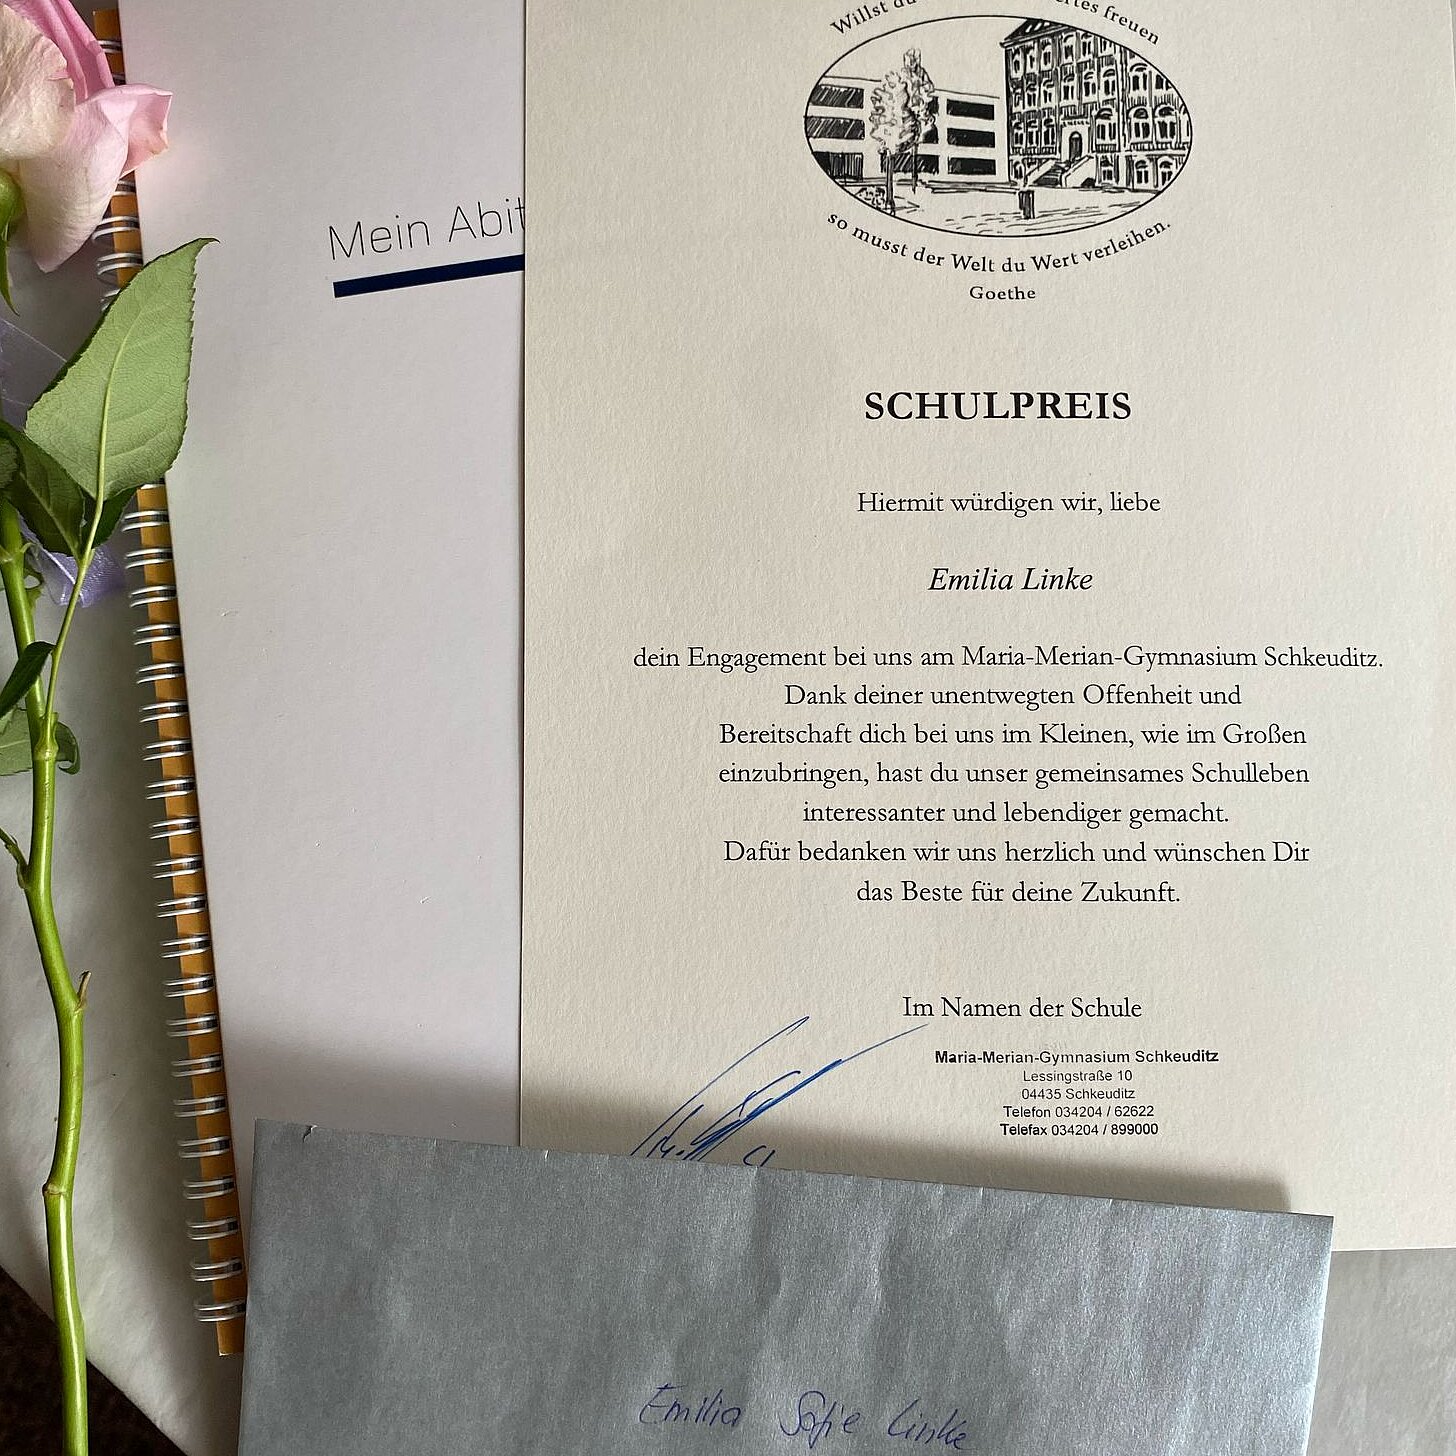 Willst du
tes freuen
so musst der Welt du Wert verleihen.
Goethe
Mein Abit
SCHULPREIS
Hiermit würdigen wir, liebe
Emilia Linke
dein Engagement bei uns am Maria-Merian-Gymnasium Schkeuditz.
Dank deiner unentwegten Offenheit und
Bereitschaft dich bei uns im Kleinen, wie im Großen
einzubringen, hast du unser gemeinsames Schulleben
interessanter und lebendiger gemacht.
Dafür bedanken wir uns herzlich und wünschen Dir
das Beste für deine Zukunft.
Im Namen der Schule
Maria-Merian-Gymnasium Schkeuditz
Lessingstraße 10
04435 Schkeuditz
Telefon 034204 / 62622
Telefax 034204 / 899000
Emilia Sofie Linke